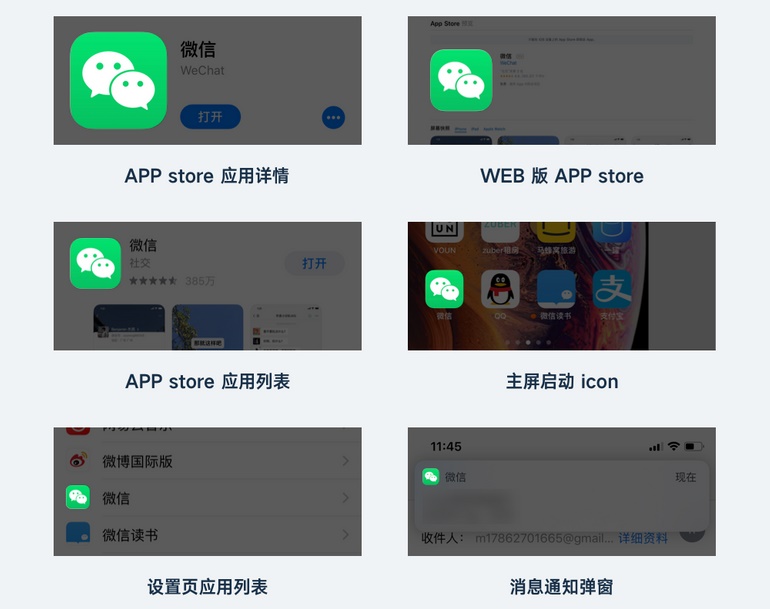 微信
WeChat
打开
APP store 应用详情
App Store 预览
微信
WeChat
WEB 版 APP store
微信
社交
385万
打开
APP store 应用列表
UN
ZUBER
VOUN
zuber租房
马蜂窝旅游
微信
QQ
微信读书
支付宝
主屏启动 icon
网易云音乐
微博国际版
微信
微信读书
设置页应用列表
11:45
微信
现在
收件人：
m17862701665@gmail...
详细资料
消息通知弹窗